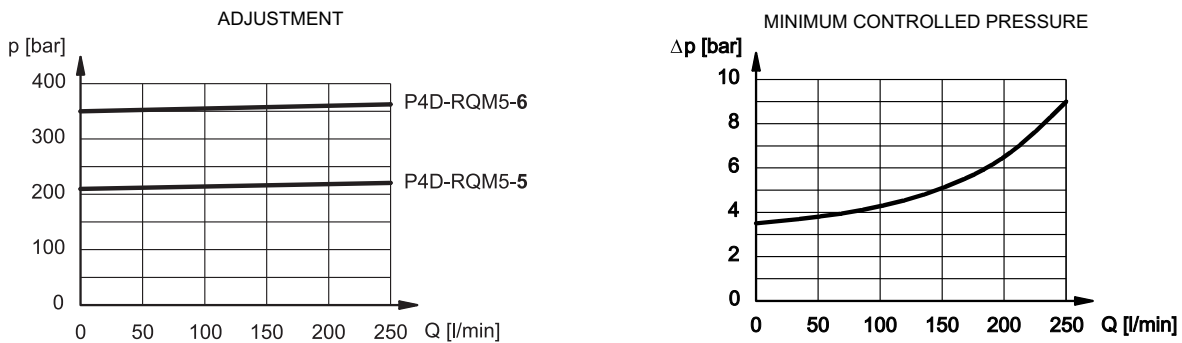 ADJUSTMENT
p [bar]
400
300
200
100
0
0 50 100 150 200 250 Q [l/min]
P4D-RQM5-6
P4D-RQM5-5
MINIMUM CONTROLLED PRESSURE
Δp [bar]
10
8
6
4
2
0
0 50 100 150 200 250 Q [l/min]